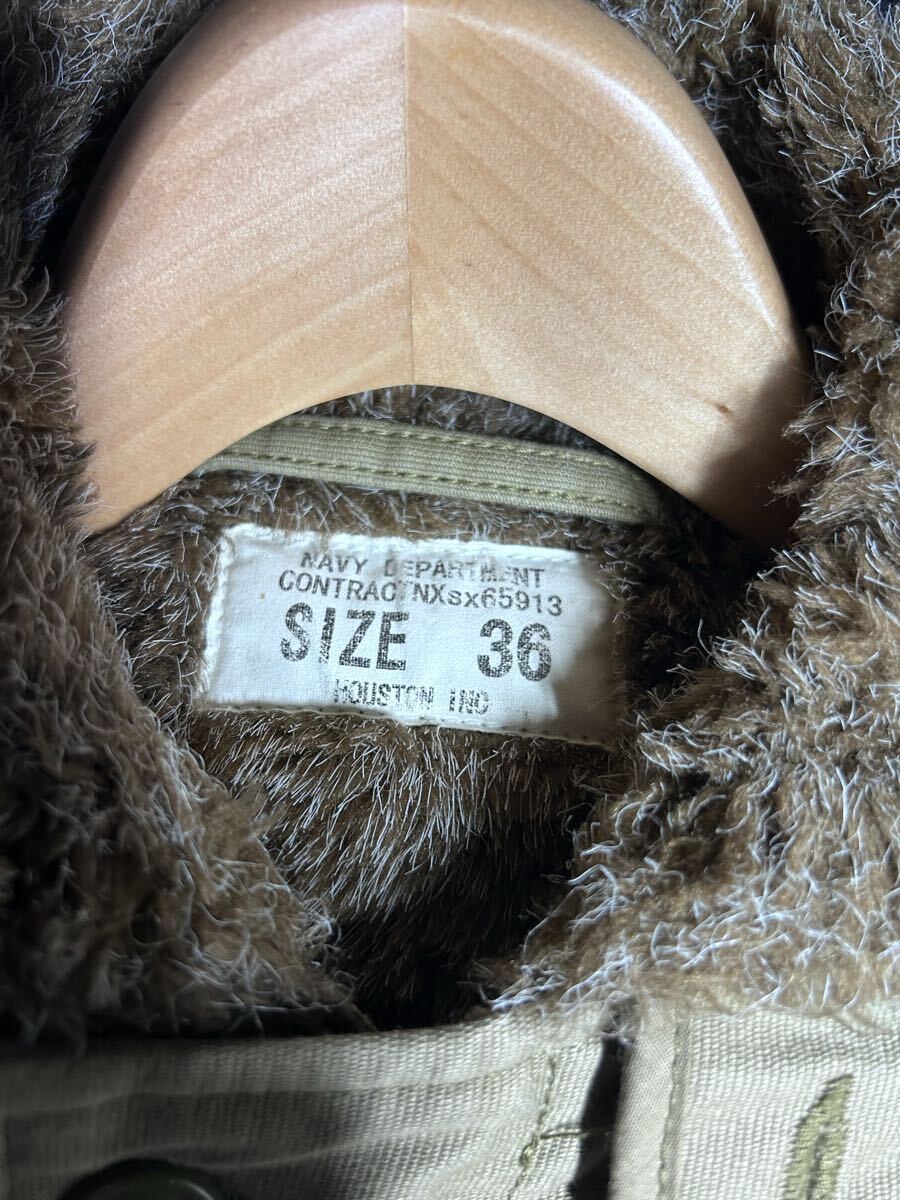 NAVY DEPARTMENT
CONTRACT NXsx65913
SIZE 36
HOUSTON INC